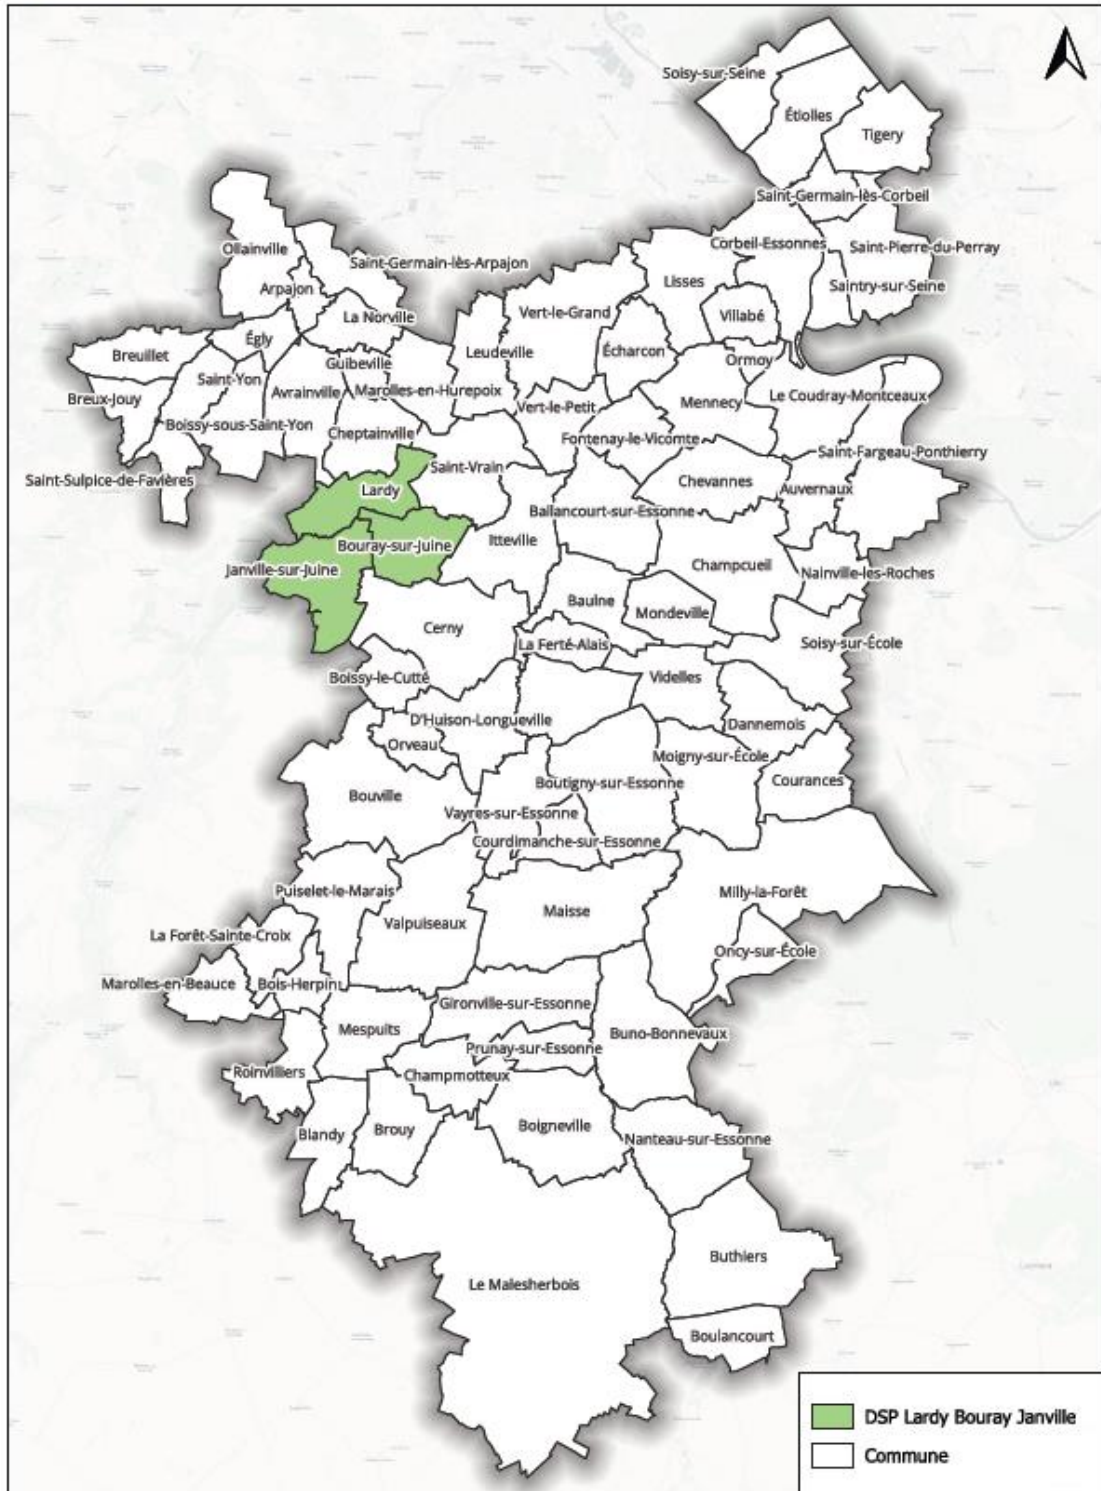 Soisy-sur-Seine
Étiolles
Tigery
Saint-Germain-lès-Corbeil
Ollainville
Corbeil-Essonnes
Saint-Pierre-du-Perray
Saint-Germain-lès-Arpajon
Lisses
Arpajon
Saintry-sur-Seine
Vert-le-Grand
La Norville
Villabé
Égly
Breuillet
Leudeville
Écharcon
Guibeville
Ormoy
Saint-Yon
Avrainville
Marolles-en-Hurepoix
Breux-Jouy
Le Coudray-Montceaux
Mennecy
Vert-le-Petit
Boissy-sous-Saint-Yon
Cheptainville
Fontenay-le-Vicomte
Saint-Fargeau-Ponthierry
Saint-Vrain
Saint-Sulpice-de-Favières
Chevannes
Lardy
Auvernaux
Ballancourt-sur-Essonne
Itteville
Bouray-sur-Juine
Champcueil
Janville-sur-Juine
Nainville-les-Roches
Baulne
Mondeville
Cerny
La Ferté-Alais
Soisy-sur-École
Boissy-le-Cutté
Videlles
D'Huison-Longueville
Dannemois
Orveau
Moigny-sur-École
Courances
Boutigny-sur-Essonne
Bouville
Vayres-sur-Essonne
Courdimanche-sur-Essonne
Puiselet-le-Marais
Milly-la-Forêt
Maisse
Valpuiseaux
La Forêt-Sainte-Croix
Oncy-sur-École
Marolles-en-Beauce
Bois-Herpin
Gironville-sur-Essonne
Mespuits
Buno-Bonnevaux
Prunay-sur-Essonne
Roinvilliers
Champmotteux
Boigneville
Brouy
Blandy
Nanteau-sur-Essonne
Buthiers
Le Malesherbois
Boulancourt
DSP Lardy Bouray Janville
Commune